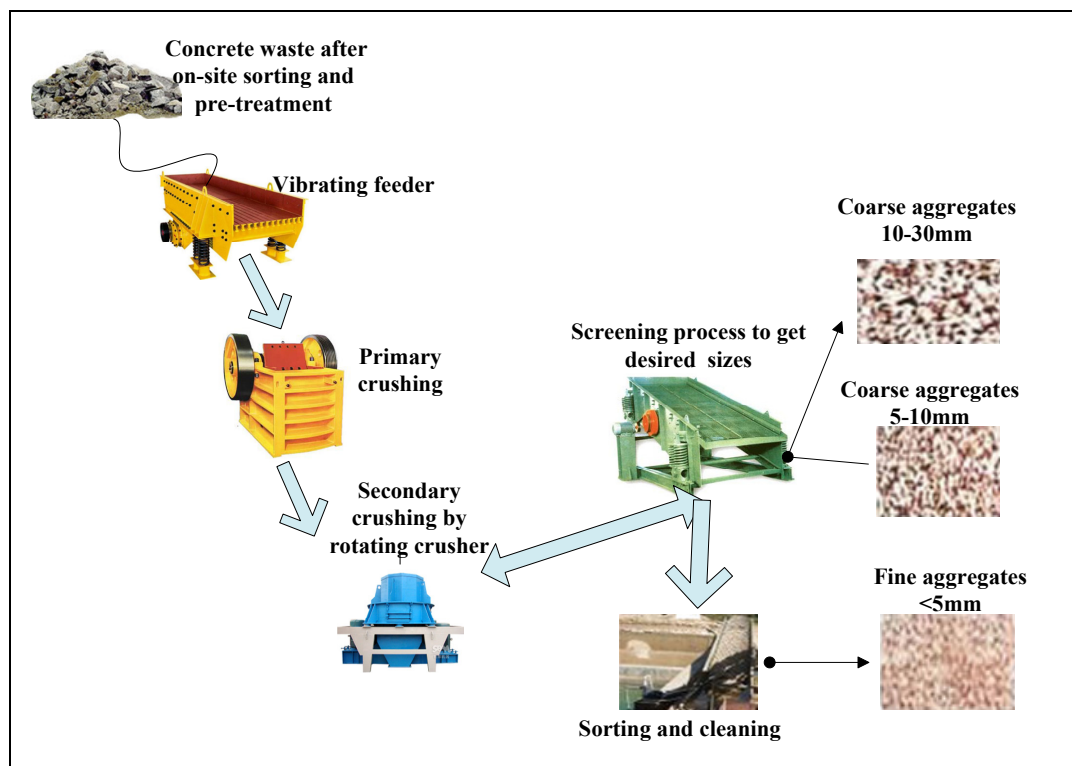 Concrete waste after
on-site sorting and
pre-treatment
Vibrating feeder
Primary
crushing
Secondary
crushing by
rotating crusher
Screening process to get
desired sizes
Coarse aggregates
10-30mm
Coarse aggregates
5-10mm
Fine aggregates
<5mm
Sorting and cleaning